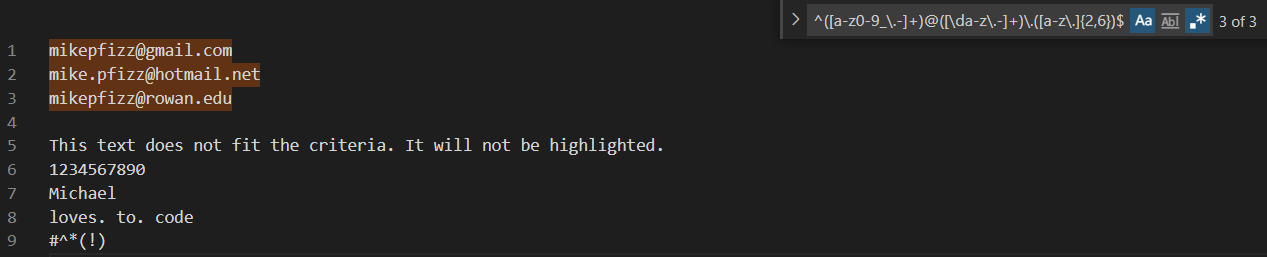 > ^([a-z0-9_\.-]+)@([\da-z\.-]+)\.([a-z\.]{2,6})$ Aa Abl .* 3 of 3
1 mikepfizz@gmail.com
2 mike.pfizz@hotmail.net
3 mikepfizz@rowan.edu
4
5 This text does not fit the criteria. It will not be highlighted.
6 1234567890
7 Michael
8 loves. to. code
9 #^*(!)